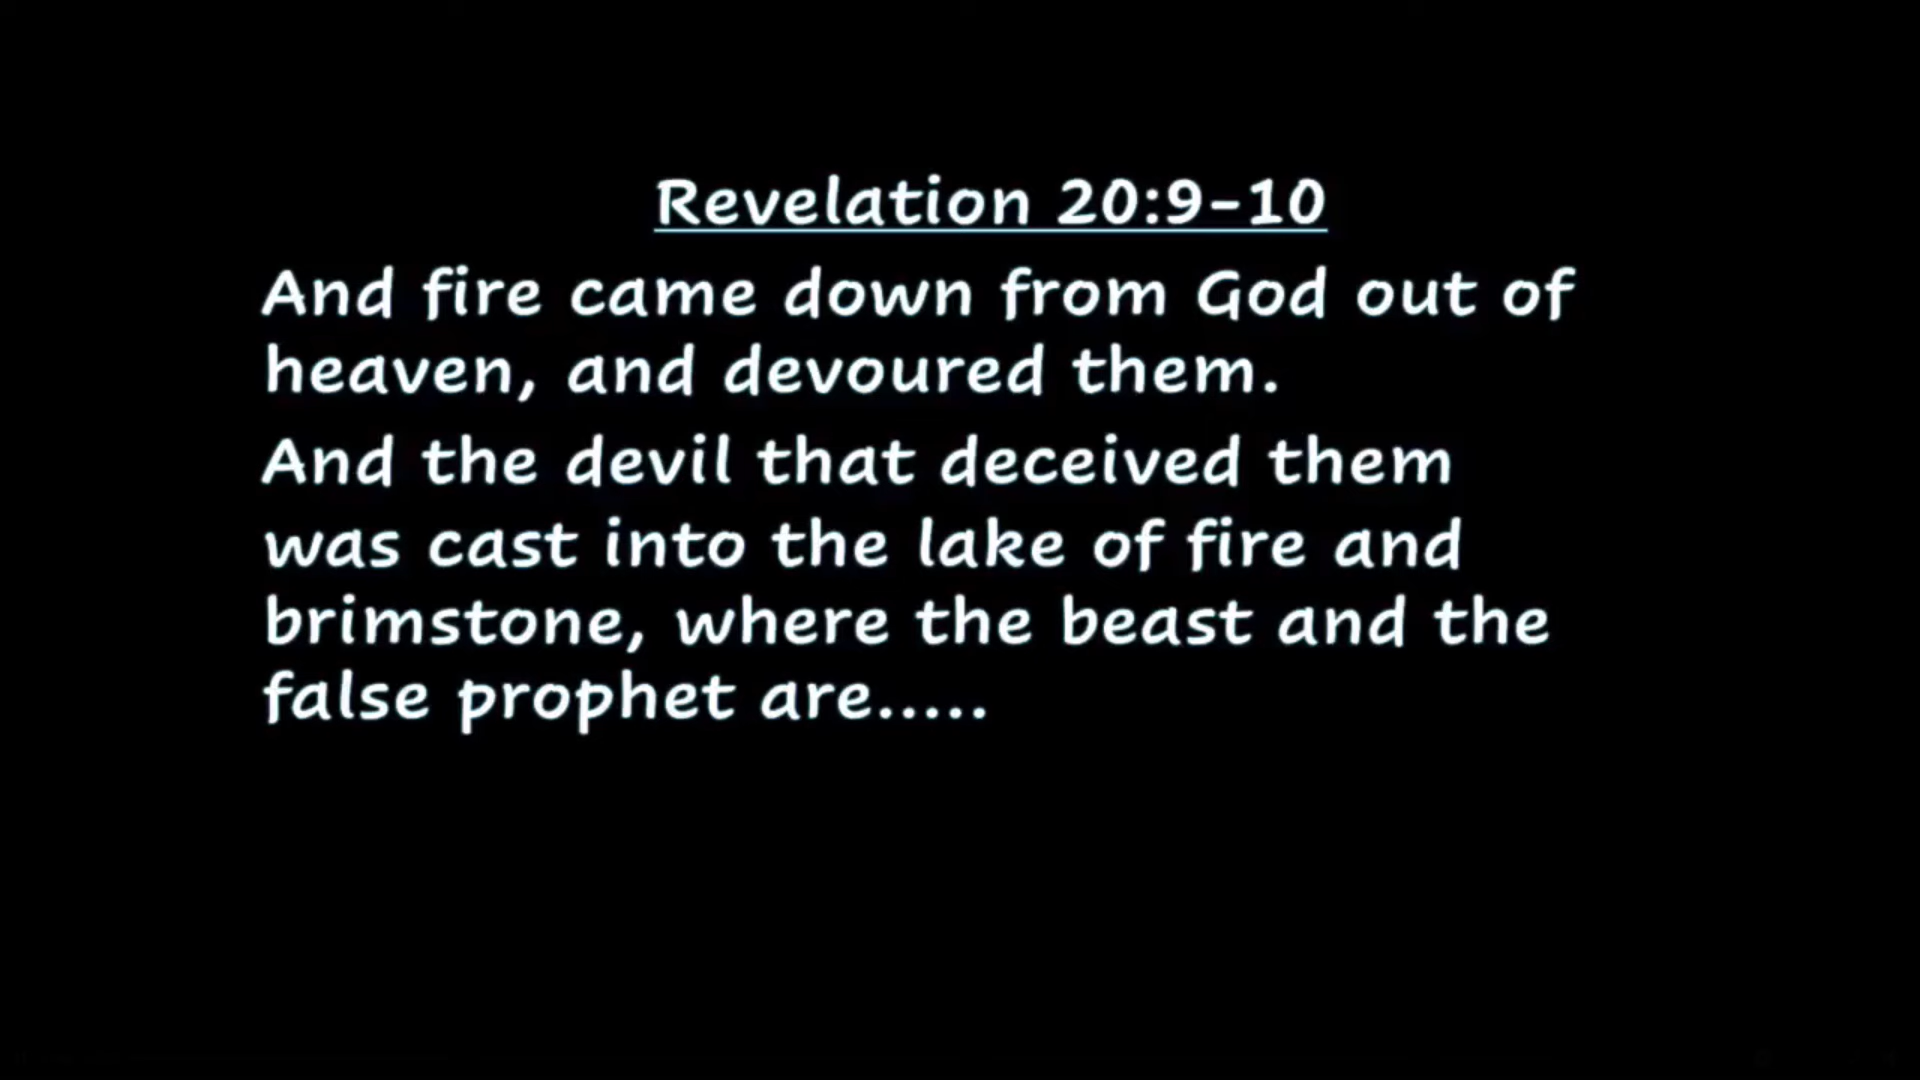 Revelation 20:9-10
And fire came down from God out of
heaven, and devoured them.
And the devil that deceived them
was cast into the lake of fire and
brimstone, where the beast and the
false prophet are.....